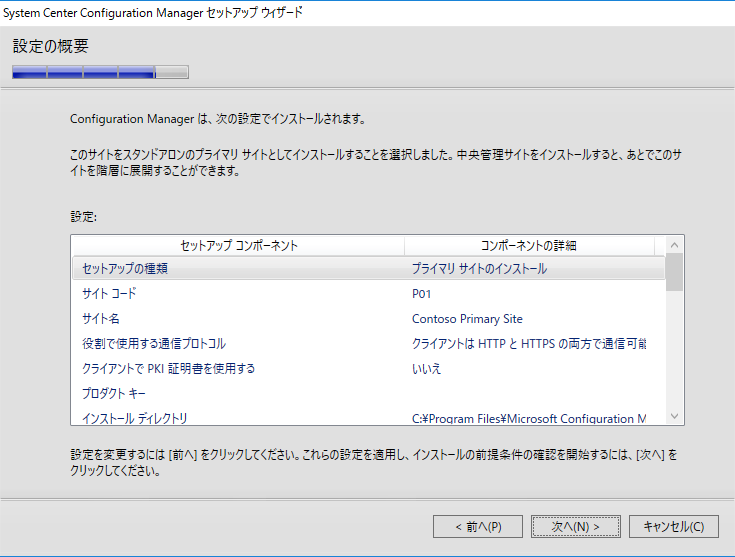 System Center Configuration Manager セットアップ ウィザード
設定の概要
Configuration Manager は、次の設定でインストールされます。
このサイトをスタンドアロンのプライマリ サイトとしてインストールすることを選択しました。中央管理サイトをインストールすると、あとでこのサ
イトを階層に展開することができます。
設定:
セットアップ コンポーネント コンポーネントの詳細
セットアップの種類 プライマリ サイトのインストール
サイト コード P01
サイト名 Contoso Primary Site
役割で使用する通信プロトコル クライアントは HTTP と HTTPS の両方で通信可能
クライアントで PKI 証明書を使用する いいえ
プロダクト キー
インストール ディレクトリ C:¥Program Files¥Microsoft Configuration M
設定を変更するには [前へ] をクリックしてください。これらの設定を適用し、インストールの前提条件の確認を開始するには、[次へ] を
クリックしてください。
< 前へ(P) 次へ(N) > キャンセル(C)